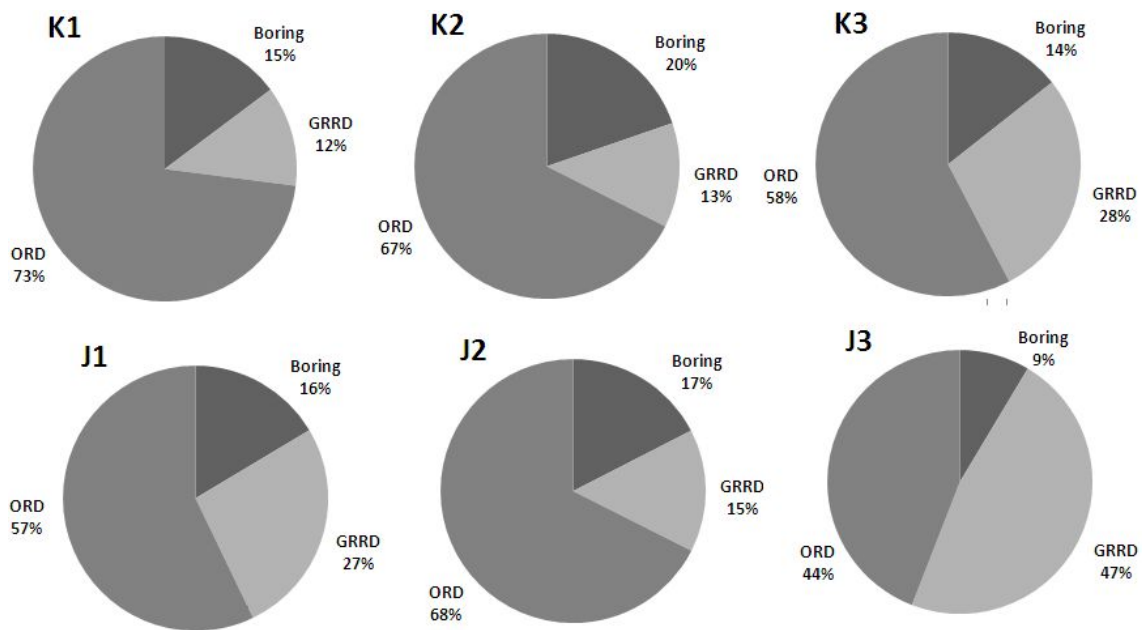 K1
Boring
15%
GRRD
12%
ORD
73%
K2
Boring
20%
GRRD
13%
ORD
67%
K3
Boring
14%
ORD
58%
GRRD
28%
J1
Boring
16%
ORD
57%
GRRD
27%
J2
Boring
17%
GRRD
15%
ORD
68%
J3
Boring
9%
ORD
44%
GRRD
47%